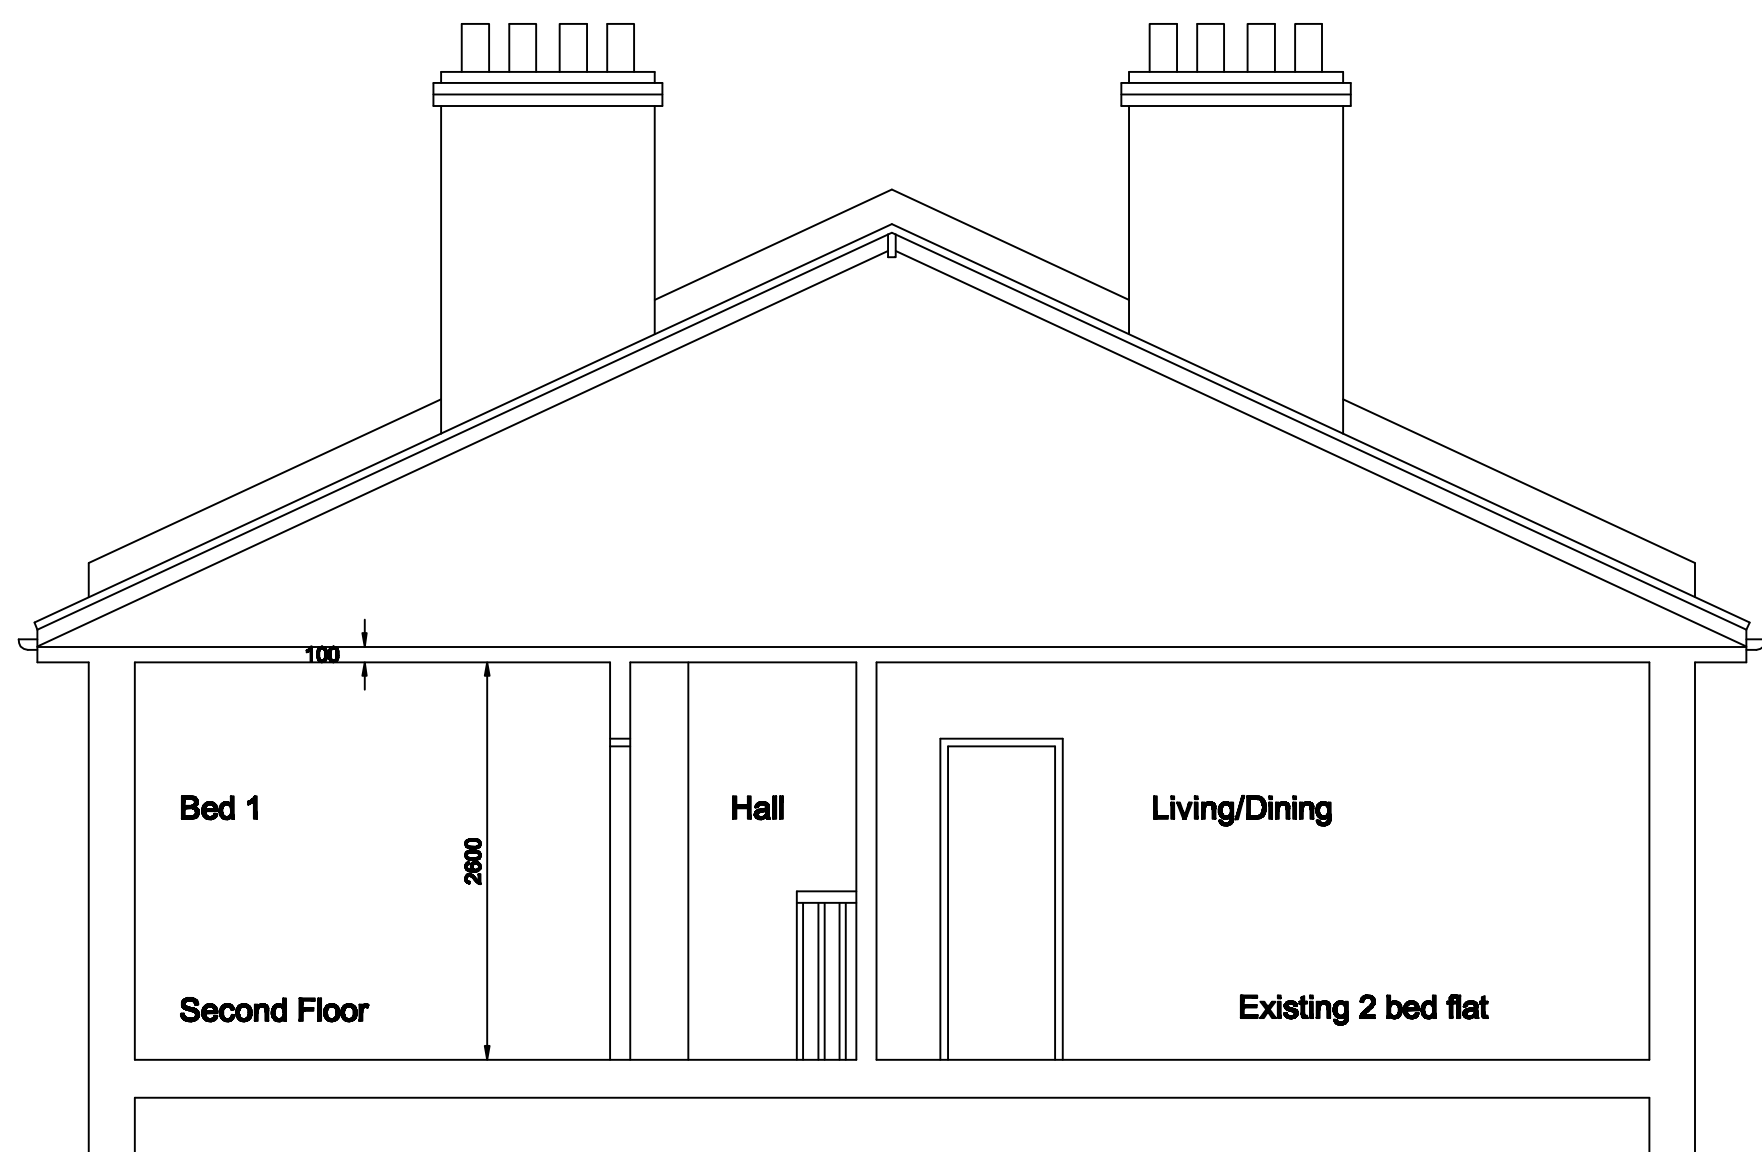 100
Bed 1
Hall
Living/Dining
2600
Second Floor
Existing 2 bed flat